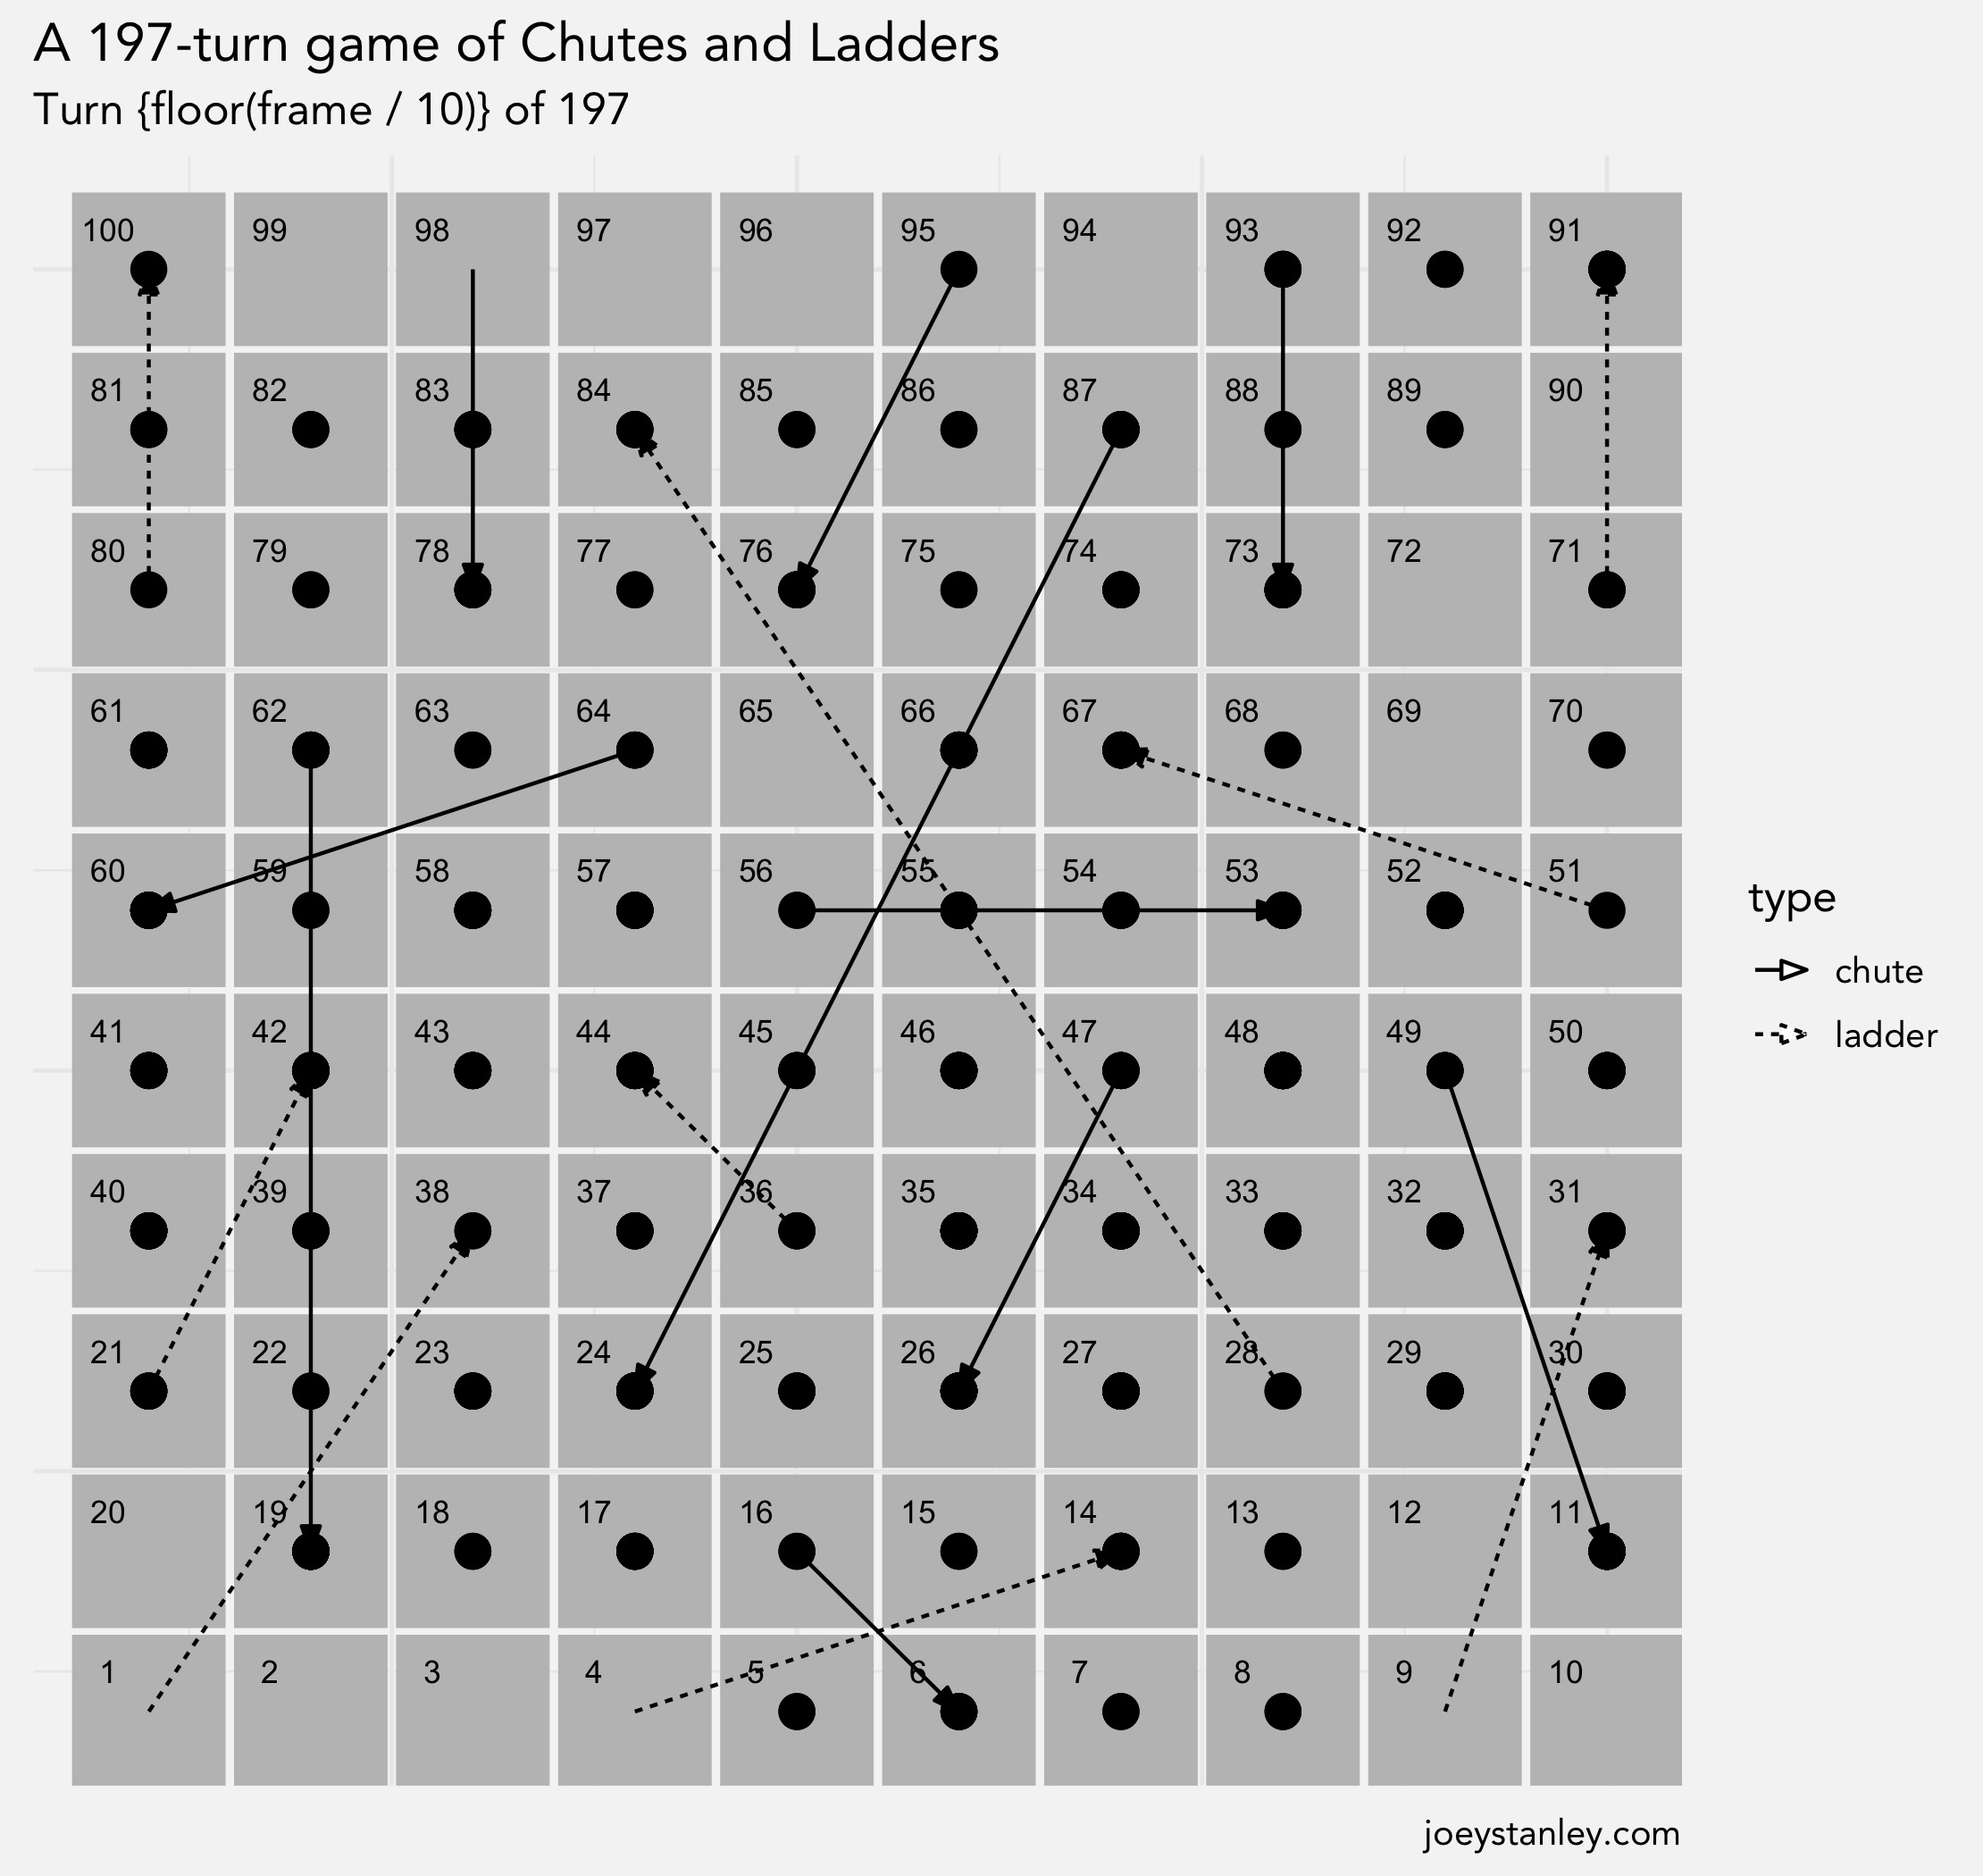 A 197-turn game of Chutes and Ladders
Turn {floor(frame / 10)} of 197
100 99 98 97 96 95 94 93 92 91
81 82 83 84 85 86 87 88 89 90
80 79 78 77 76 75 74 73 72 71
61 62 63 64 65 66 67 68 69 70
60 59 58 57 56 55 54 53 52 51
type
chute
ladder
41 42 43 44 45 46 47 48 49 50
40 39 38 37 36 35 34 33 32 31
21 22 23 24 25 26 27 28 29 30
20 19 18 17 16 15 14 13 12 11
1 2 3 4 5 6 7 8 9 10
joeystanley.com